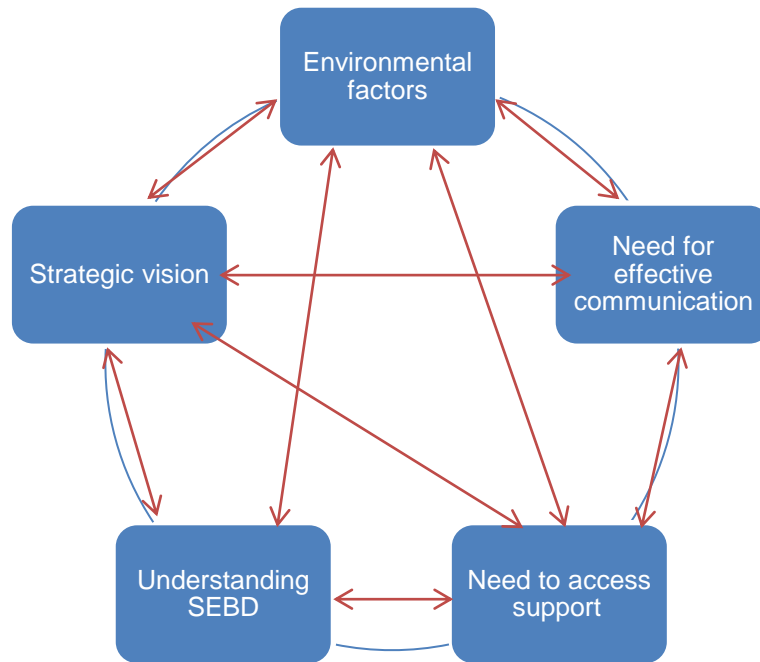 Environmental
factors
Strategic vision
Need for
effective
communication
Understanding
SEBD
Need to access
support